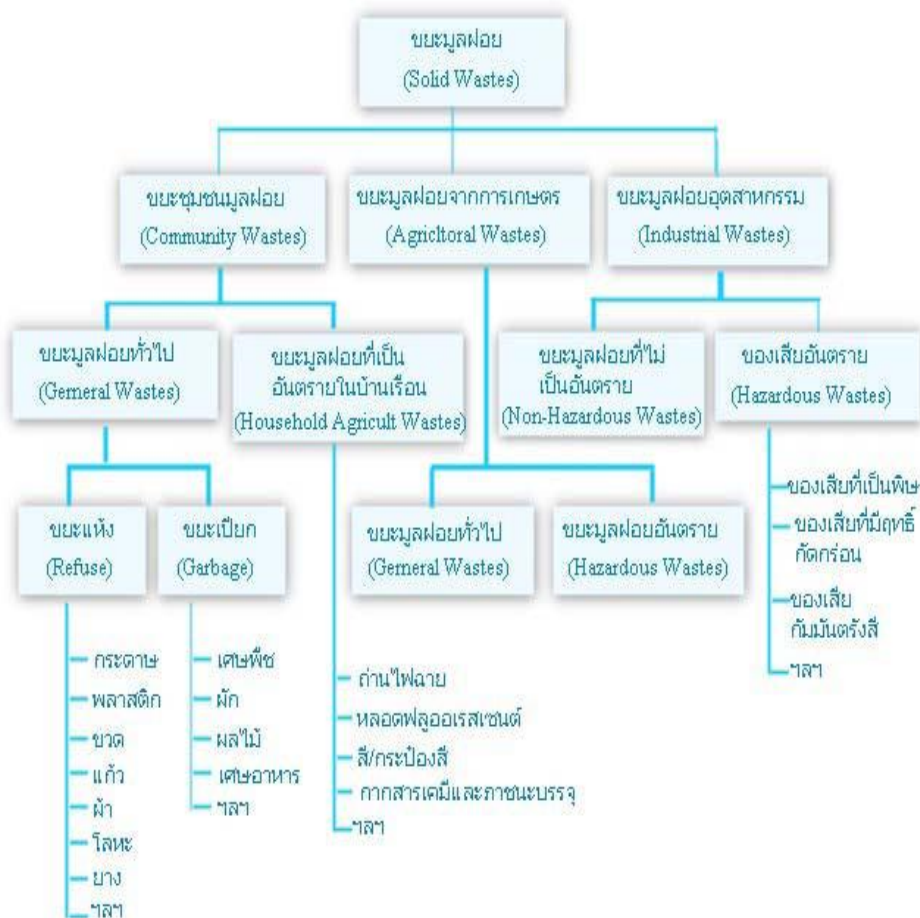 ขยะมูลฝอย
(Solid Wastes)
ขยะชุมชนมูลฝอย
(Community Wastes)
ขยะมูลฝอยจากการเกษตร
(Agricltoral Wastes)
ขยะมูลฝอยอุตสาหกรรม
(Industrial Wastes)
ขยะมูลฝอยทั่วไป
(Gemeral Wastes)
ขยะมูลฝอยที่เป็น
อันตรายในบ้านเรือน
(Household Agricult Wastes)
ขยะมูลฝอยที่ไม่
เป็นอันตราย
(Non-Hazardous Wastes)
ของเสียอันตราย
(Hazardous Wastes)
ขยะแห้ง
(Refuse)
ขยะเปียก
(Garbage)
ขยะมูลฝอยทั่วไป
(Gemeral Wastes)
ขยะมูลฝอยอันตราย
(Hazardous Wastes)
ของเสียที่เป็นพิษ
ของเสียที่มีฤทธิ์
กัดกร่อน
ของเสีย
กัมมันตรังสี
ฯลฯ
กระดาษ
พลาสติก
ขวด
แก้ว
ผ้า
โลหะ
ยาง
ฯลฯ
เศษพืช
ผัก
ผลไม้
เศษอาหาร
ฯลฯ
ถ่านไฟฉาย
หลอดฟลูออเรสเซนต์
สี/กระป๋องสี
กากสารเคมีและภาชนะบรรจุ
ฯลฯ